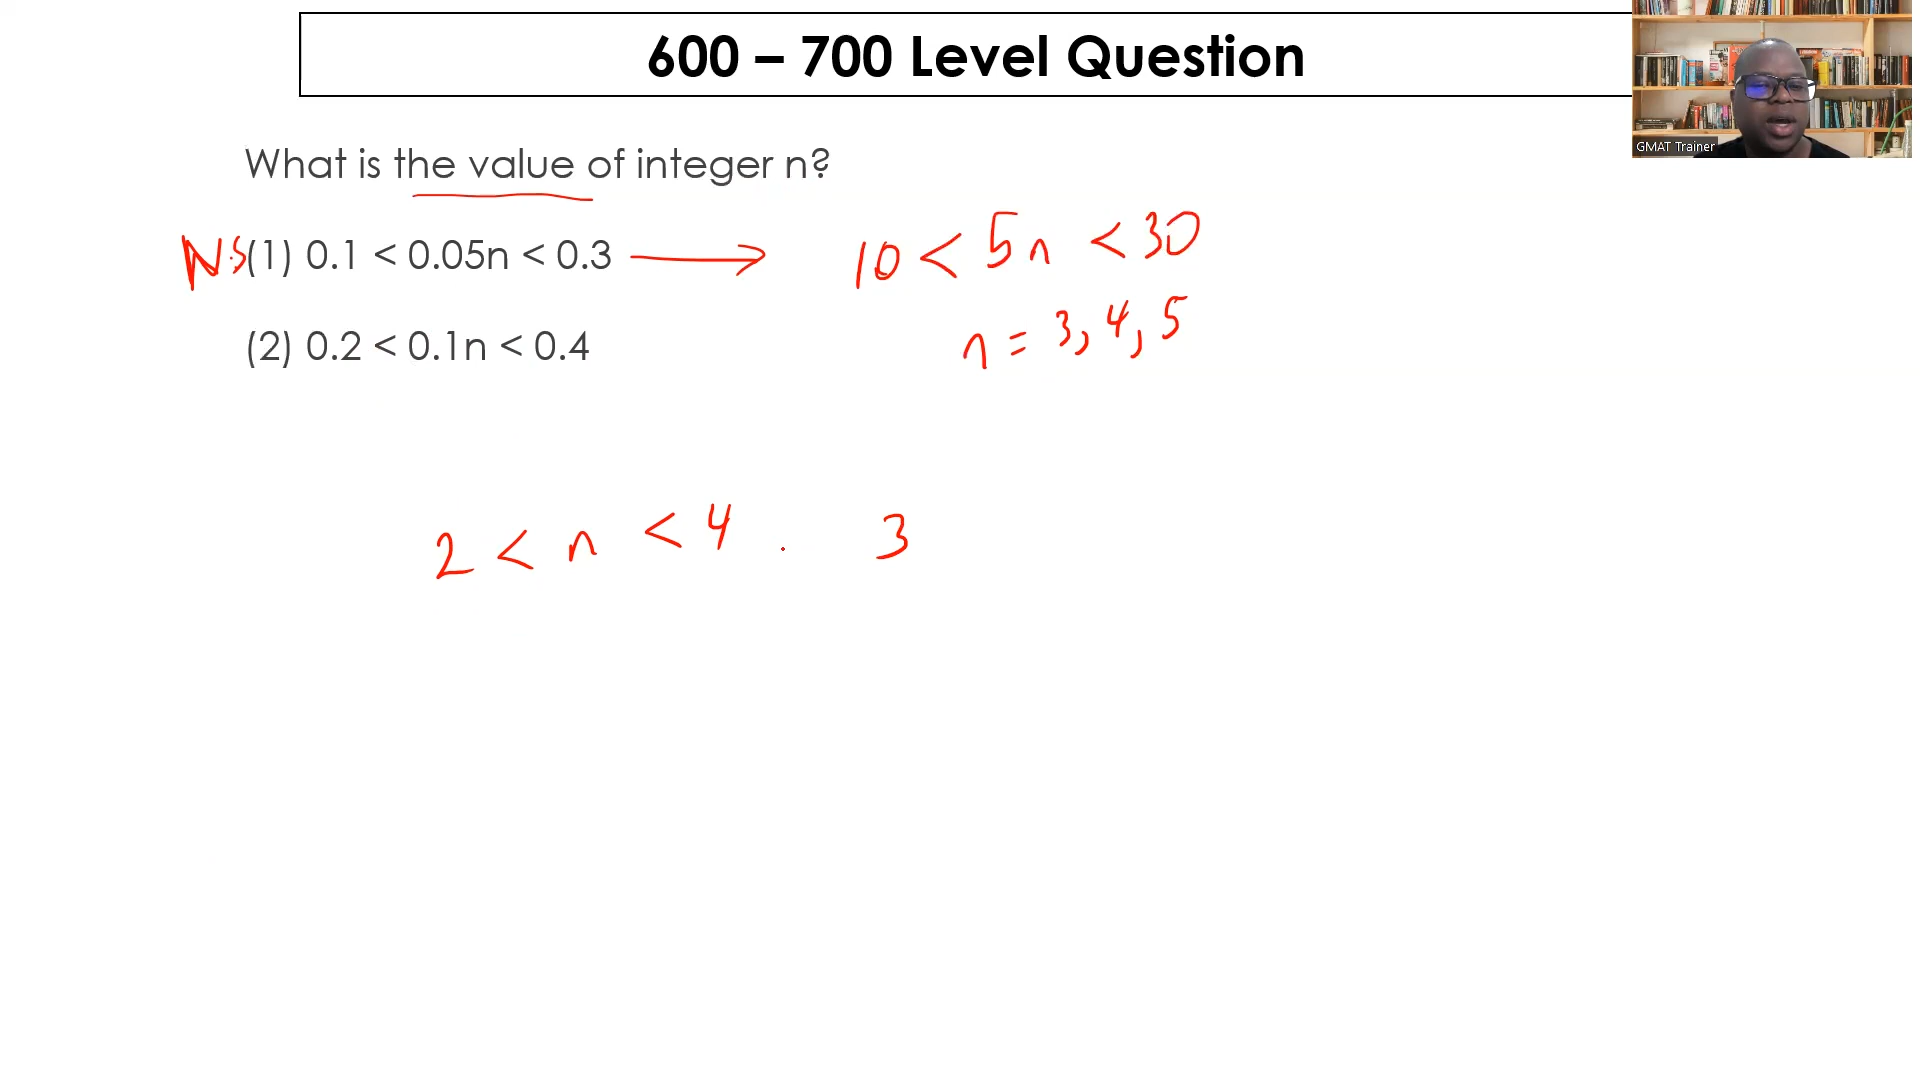 600 – 700 Level Question
GMAT Trainer
What is the value of integer n?
N.S (1) 0.1 < 0.05n < 0.3 → 10 < 5n < 30
n = 3, 4, 5
(2) 0.2 < 0.1n < 0.4
2 < n < 4 . 3